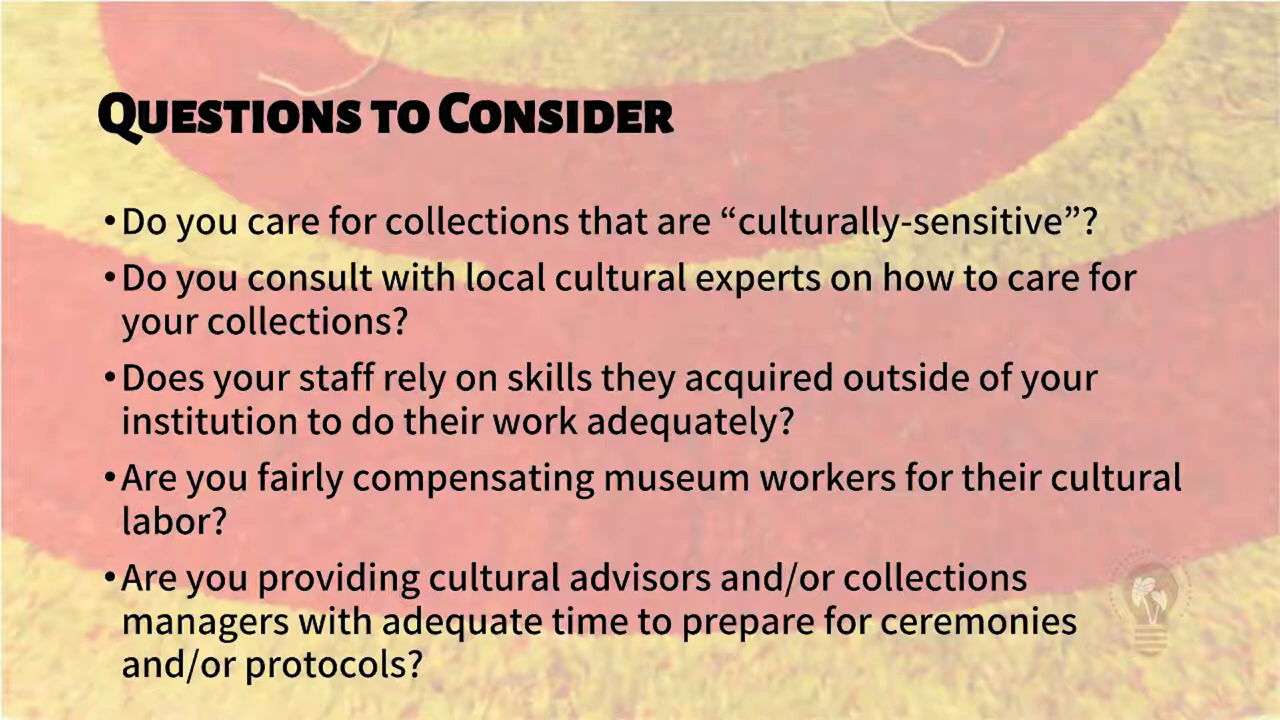 Questions to Consider
•Do you care for collections that are “culturally-sensitive”?
•Do you consult with local cultural experts on how to care for
your collections?
•Does your staff rely on skills they acquired outside of your
institution to do their work adequately?
•Are you fairly compensating museum workers for their cultural
labor?
•Are you providing cultural advisors and/or collections
managers with adequate time to prepare for ceremonies
and/or protocols?